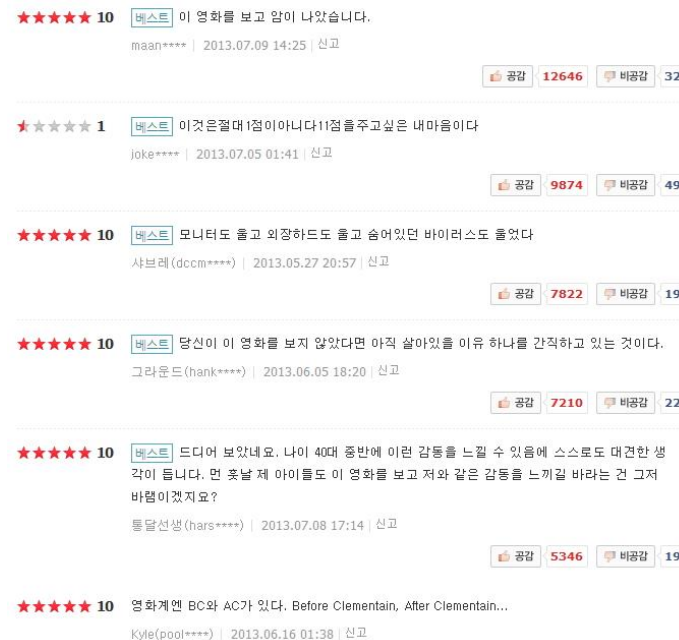 10 베스트 이 영화를 보고 암이 나았습니다.
maan**** | 2013.07.09 14:25 | 신고
공감 12646 비공감 32
1 베스트 이것은절대1점이아니다11점을주고싶은 내마음이다
joke**** | 2013.07.05 01:41 | 신고
공감 9874 비공감 49
10 베스트 모니터도 울고 외장하드도 울고 숨어있던 바이러스도 울었다
샤브레(dccm****) | 2013.05.27 20:57 | 신고
공감 7822 비공감 19
10 베스트 당신이 이 영화를 보지 않았다면 아직 살아있을 이유 하나를 간직하고 있는 것이다.
그라운드(hank****) | 2013.06.05 18:20 | 신고
공감 7210 비공감 22
10 베스트 드디어 보았네요. 나이 40대 중반에 이런 감동을 느낄 수 있음에 스스로도 대견한 생
각이 듭니다. 먼 훗날 제 아이들도 이 영화를 보고 저와 같은 감동을 느끼길 바라는 건 그저
바램이겠지요?
통달선생(hars****) | 2013.07.08 17:14 | 신고
공감 5346 비공감 19
10 영화계엔 BC와 AC가 있다. Before Clementain, After Clementain...
Kyle(pool****) | 2013.06.16 01:38 | 신고